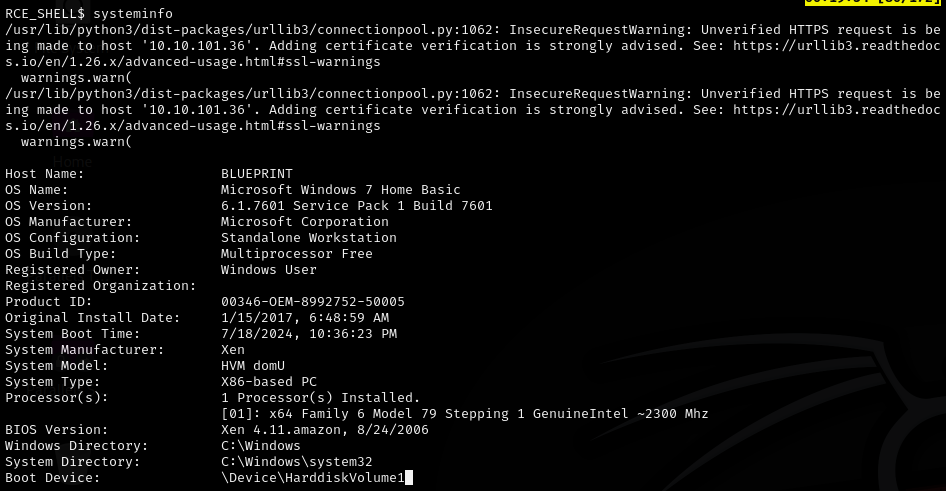 RCE_SHELL$ systeminfo
/usr/lib/python3/dist-packages/urllib3/connectionpool.py:1062: InsecureRequestWarning: Unverified HTTPS request is be
ing made to host '10.10.101.36'. Adding certificate verification is strongly advised. See: https://urllib3.readthedoc
s.io/en/1.26.x/advanced-usage.html#ssl-warnings
  warnings.warn(
/usr/lib/python3/dist-packages/urllib3/connectionpool.py:1062: InsecureRequestWarning: Unverified HTTPS request is be
ing made to host '10.10.101.36'. Adding certificate verification is strongly advised. See: https://urllib3.readthedoc
s.io/en/1.26.x/advanced-usage.html#ssl-warnings
  warnings.warn(
Home
Host Name:                 BLUEPRINT
OS Name:                   Microsoft Windows 7 Home Basic
OS Version:                6.1.7601 Service Pack 1 Build 7601
OS Manufacturer:           Microsoft Corporation
OS Configuration:          Standalone Workstation
OS Build Type:             Multiprocessor Free
Registered Owner:          Windows User
Registered Organization:
Product ID:                00346-OEM-8992752-50005
Original Install Date:     1/15/2017, 6:48:59 AM
System Boot Time:          7/18/2024, 10:36:23 PM
System Manufacturer:       Xen
System Model:              HVM domU
System Type:               X86-based PC
Processor(s):              1 Processor(s) Installed.
                           [01]: x64 Family 6 Model 79 Stepping 1 GenuineIntel ~2300 Mhz
BIOS Version:              Xen 4.11.amazon, 8/24/2006
Windows Directory:         C:\Windows
System Directory:          C:\Windows\system32
Boot Device:               \Device\HarddiskVolume1